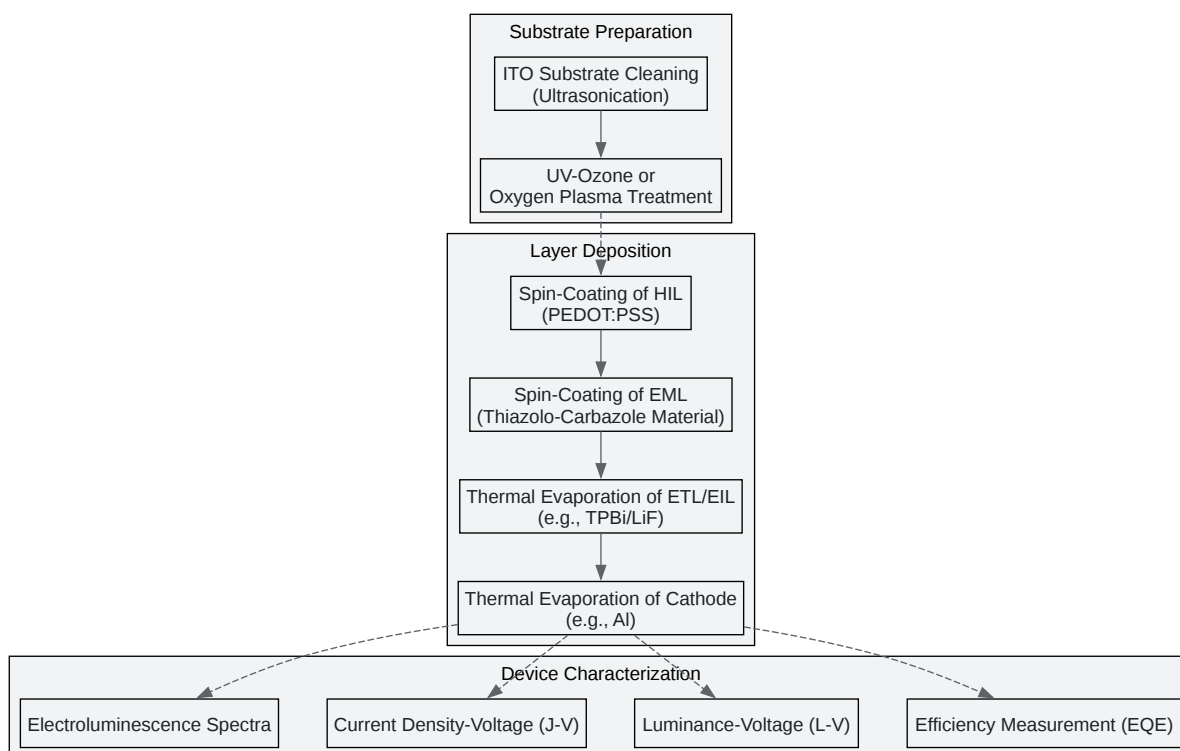 Substrate Preparation
ITO Substrate Cleaning
(Ultrasonication)
UV-Ozone or
Oxygen Plasma Treatment
Layer Deposition
Spin-Coating of HIL
(PEDOT:PSS)
Spin-Coating of EML
(Thiazolo-Carbazole Material)
Thermal Evaporation of ETL/EIL
(e.g., TPBi/LiF)
Thermal Evaporation of Cathode
(e.g., Al)
Device Characterization
Electroluminescence Spectra
Current Density-Voltage (J-V)
Luminance-Voltage (L-V)
Efficiency Measurement (EQE)